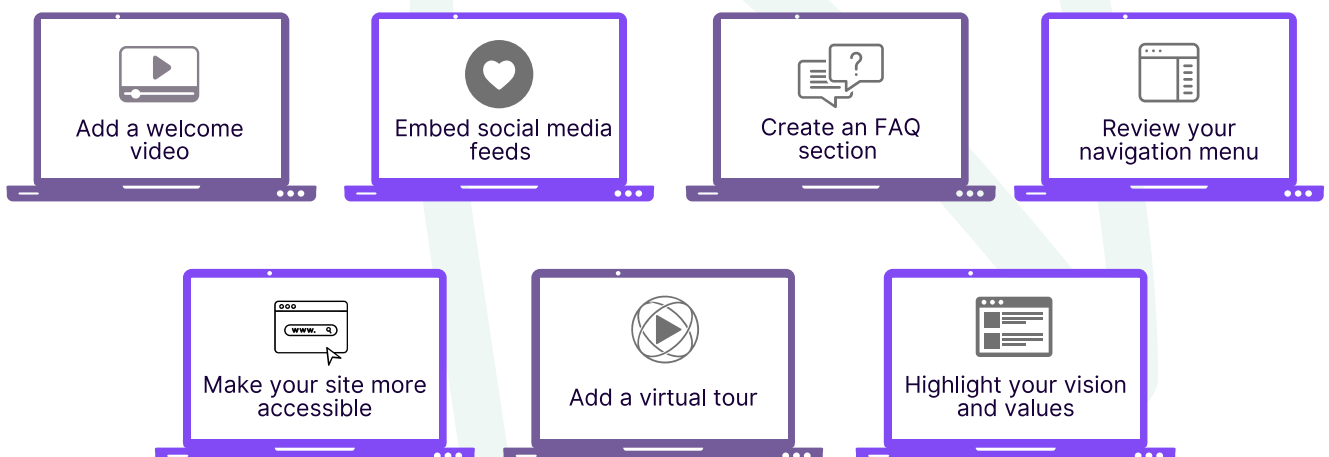 Add a welcome
video
Embed social media
feeds
?
Create an FAQ
section
Review your
navigation menu
www.
Make your site more
accessible
Add a virtual tour
Highlight your vision
and values